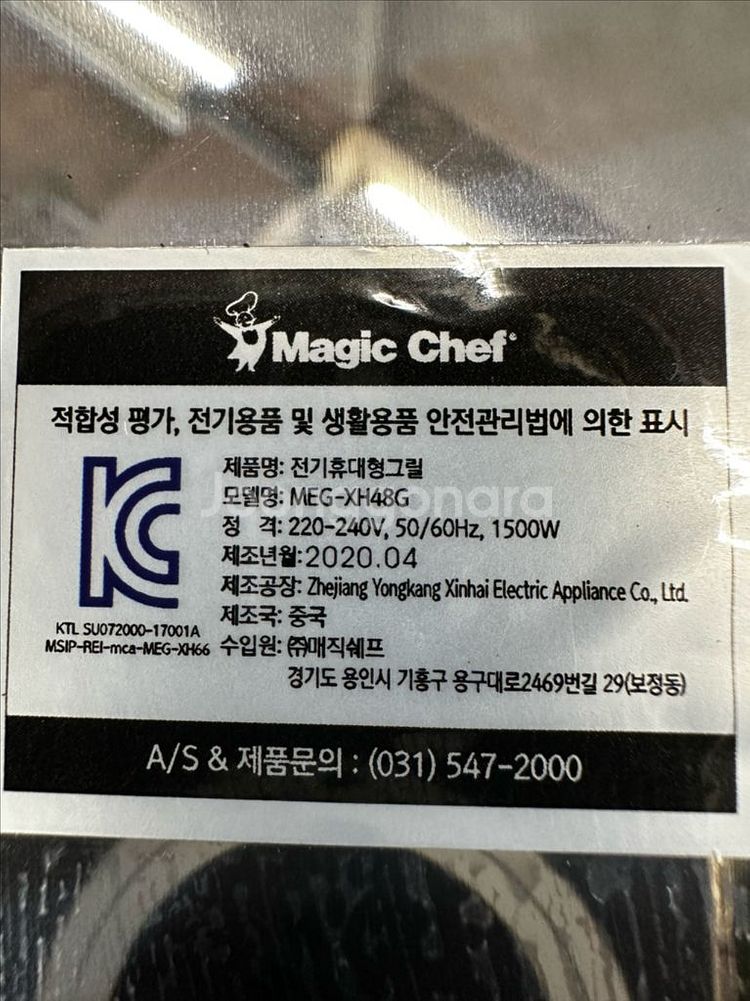 Magic Chef
적합성 평가, 전기용품 및 생활용품 안전관리법에 의한 표시
제품명: 전기휴대형그릴
모델명: MEG-XH48G
정 격: 220-240V, 50/60Hz, 1500W
제조년월: 2020.04
제조공장: Zhejiang Yongkang Xinhai Electric Appliance Co., Ltd.
제조국: 중국
KTL SU072000-17001A
MSIP-REI-mca-MEG-XH66
수입원: ㈜매직쉐프
경기도 용인시 기흥구 용구대로2469번길 29(보정동)
A/S & 제품문의 : (031) 547-2000